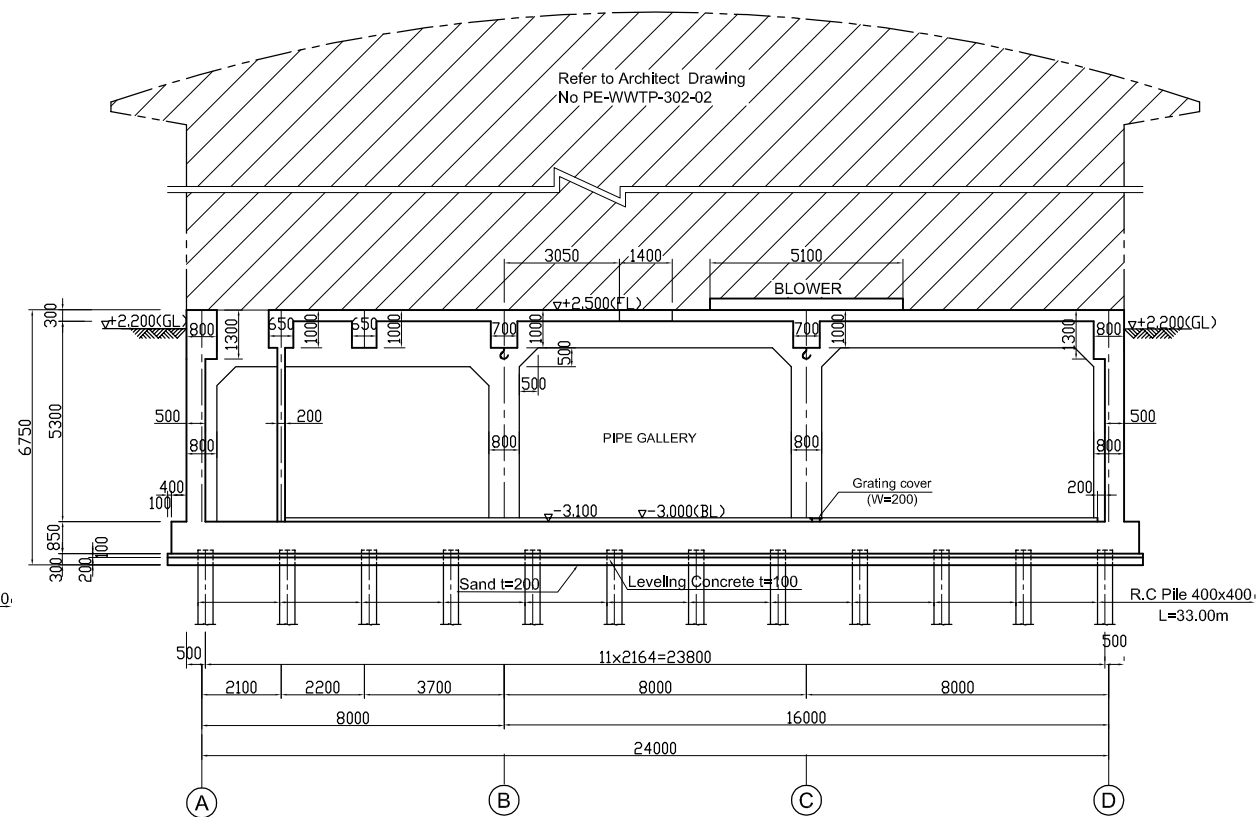 Refer to Architect Drawing
No PE-WWTP-302-02
3050
1400
5100
BLOWER
+2,500(FL)
300
+2,200(GL)
800
1300
650
1000
650
1000
700
1000
700
1000
1300
800
+2,200(GL)
500
500
6750
5300
500
200
800
800
PIPE GALLERY
800
500
800
400
100
Grating cover
(W=200)
200
-3.100
-3.000(BL)
850
100
300
200
Sand t=200
Leveling Concrete t=100
0
R.C Pile 400x400
L=33.00m
500
11x2164=23800
500
2100
2200
3700
8000
8000
8000
16000
24000
A
B
C
D